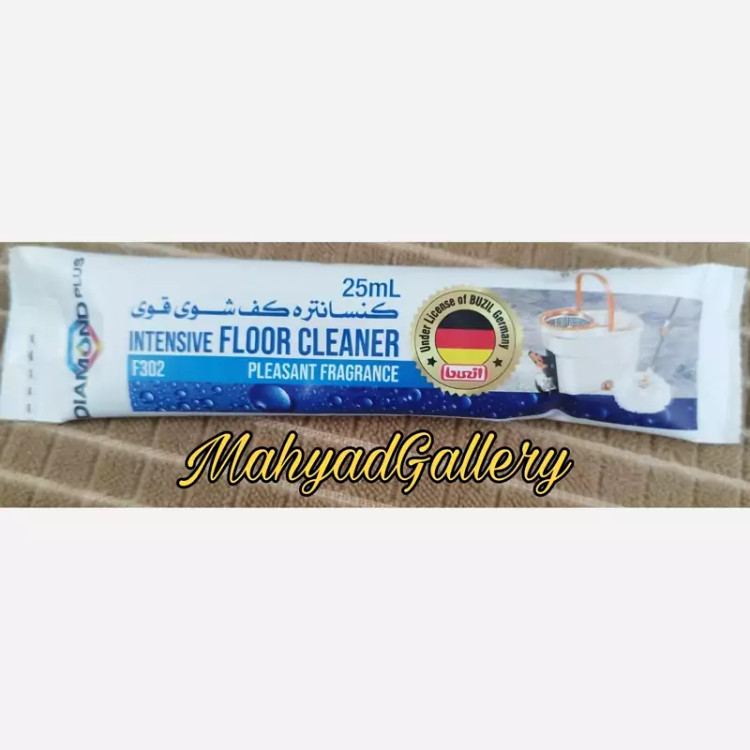 DIAMOND PLUS
25mL
کنسانتره کف شوی قوی
INTENSIVE FLOOR CLEANER
F302 PLEASANT FRAGRANCE
Under License of BUZIL Germany
buzil
MahyadGallery